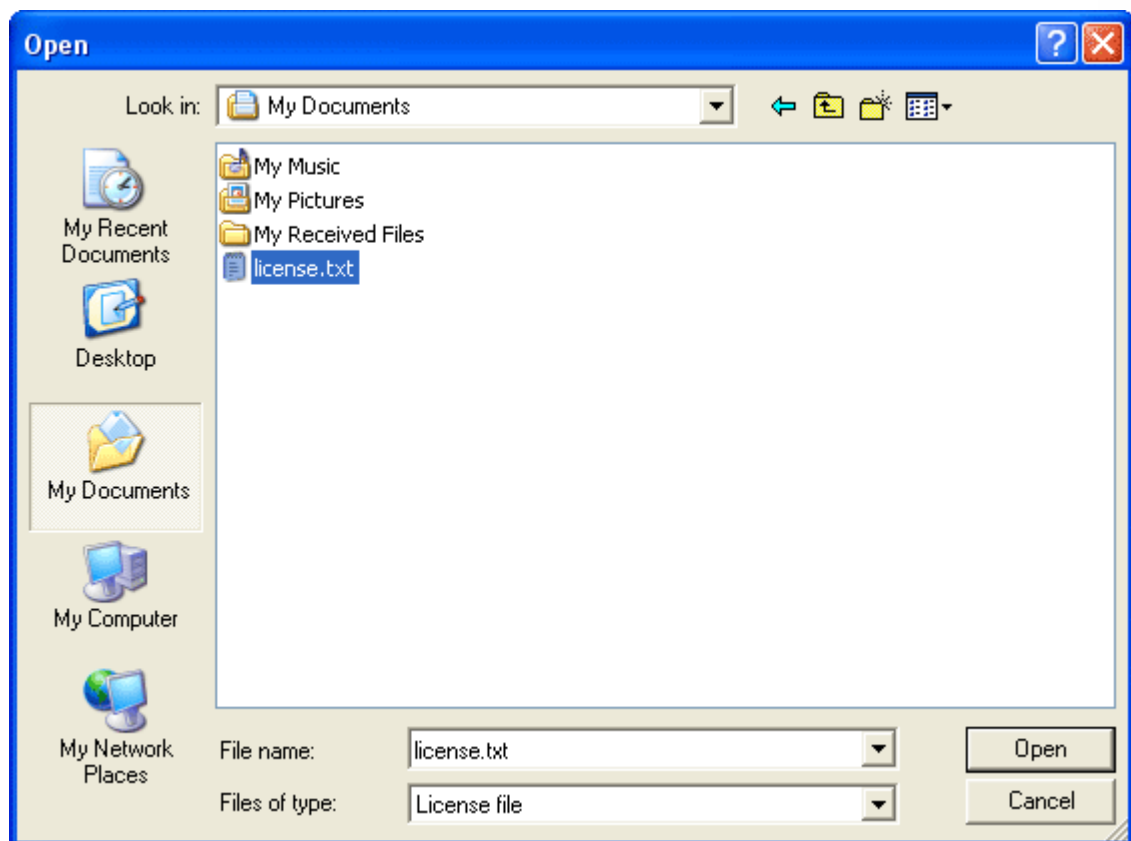 Open
Look in:
My Documents
My Recent
Documents
Desktop
My Documents
My Computer
My Network
Places
My Music
My Pictures
My Received Files
license.txt
File name:
license.txt
Open
Files of type:
License file
Cancel